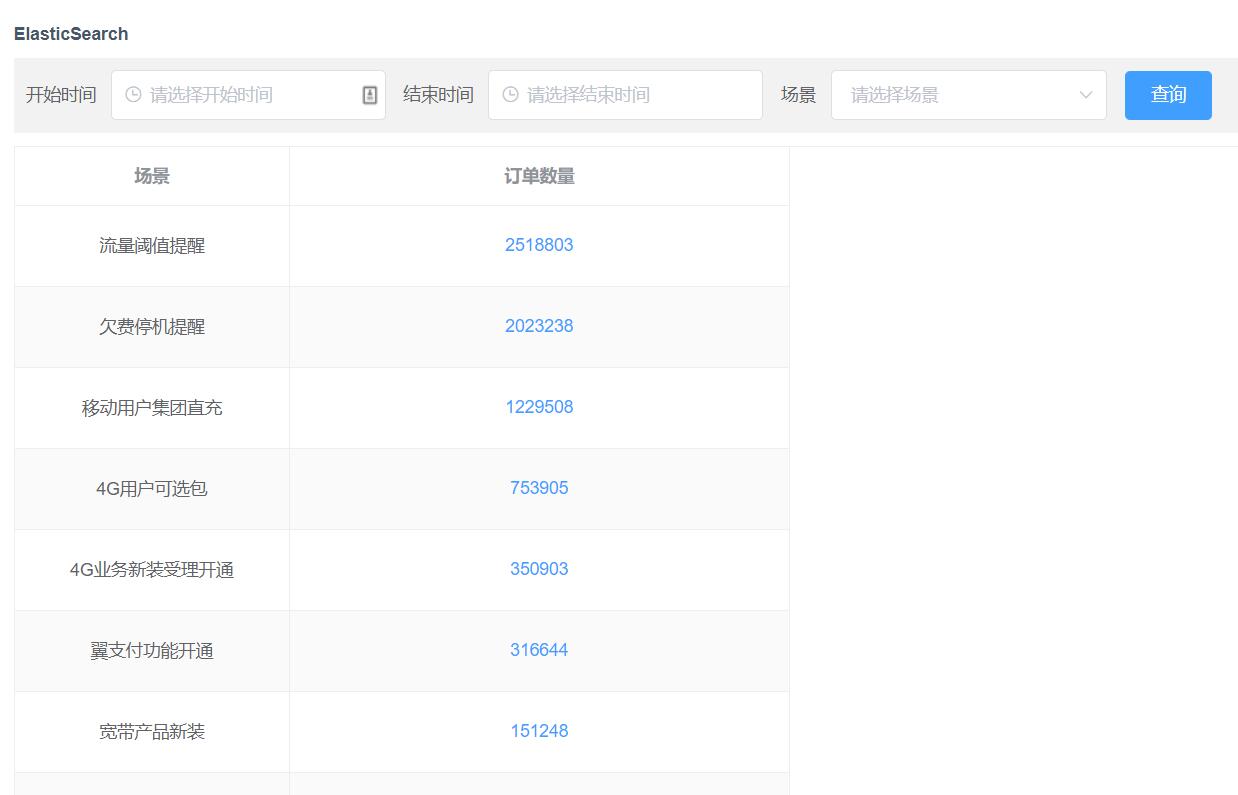 ElasticSearch
开始时间 请选择开始时间 结束时间 请选择结束时间 场景 请选择场景 查询
场景 订单数量
流量阈值提醒 2518803
欠费停机提醒 2023238
移动用户集团直充 1229508
4G用户可选包 753905
4G业务新装受理开通 350903
翼支付功能开通 316644
宽带产品新装 151248